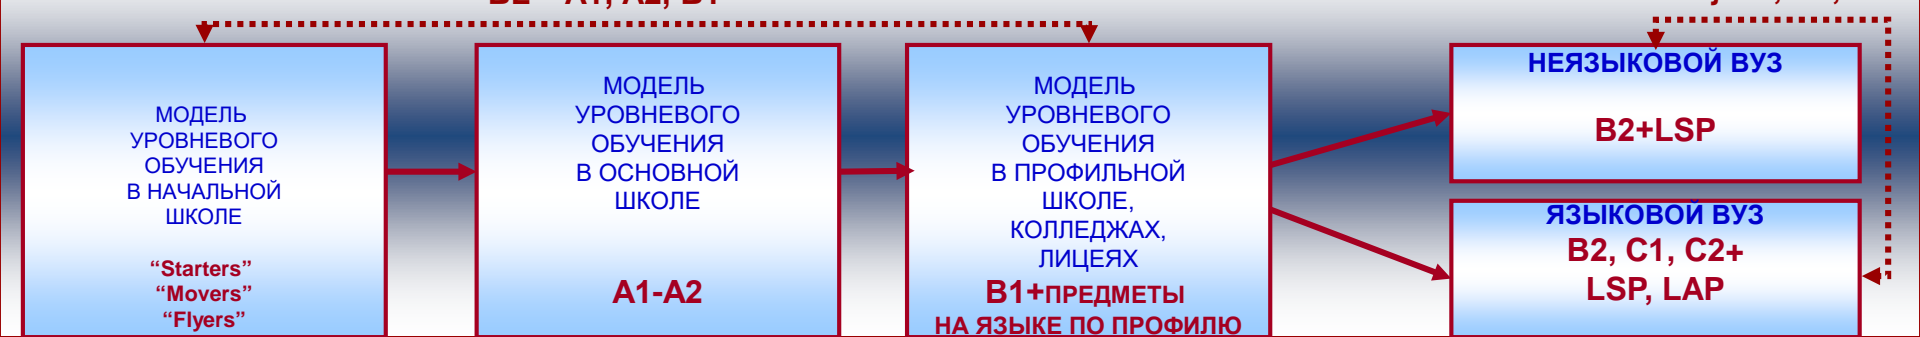 НЕЯЗЫКОВОЙ ВУЗ
B2+LSP
МОДЕЛЬ
УРОВНЕВОГО
ОБУЧЕНИЯ
В НАЧАЛЬНОЙ
ШКОЛЕ
“Starters”
“Movers”
“Flyers”
МОДЕЛЬ
УРОВНЕВОГО
ОБУЧЕНИЯ
В ОСНОВНОЙ
ШКОЛЕ
A1-A2
МОДЕЛЬ
УРОВНЕВОГО
ОБУЧЕНИЯ
В ПРОФИЛЬНОЙ
ШКОЛЕ,
КОЛЛЕДЖАХ,
ЛИЦЕЯХ
B1+ПРЕДМЕТЫ
НА ЯЗЫКЕ ПО ПРОФИЛЮ
ЯЗЫКОВОЙ ВУЗ
B2, C1, C2+
LSP, LAP